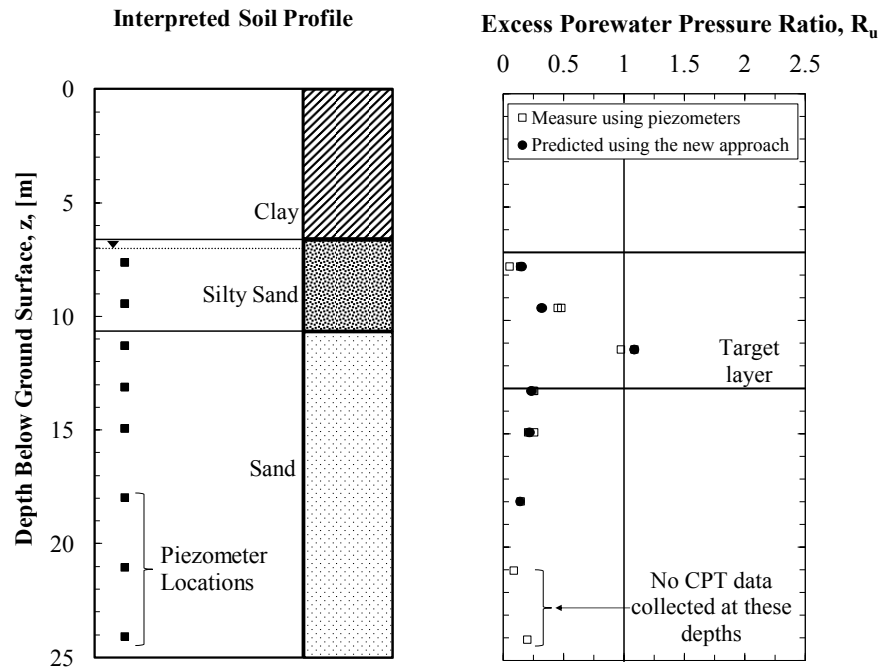 Interpreted Soil Profile
0
5
10
15
20
25
Depth Below Ground Surface, z, [m]
Clay
Silty Sand
Sand
Piezometer
Locations
Excess Porewater Pressure Ratio, Ru
0 0.5 1 1.5 2 2.5
Measure using piezometers
Predicted using the new approach
Target
layer
No CPT data
collected at these
depths